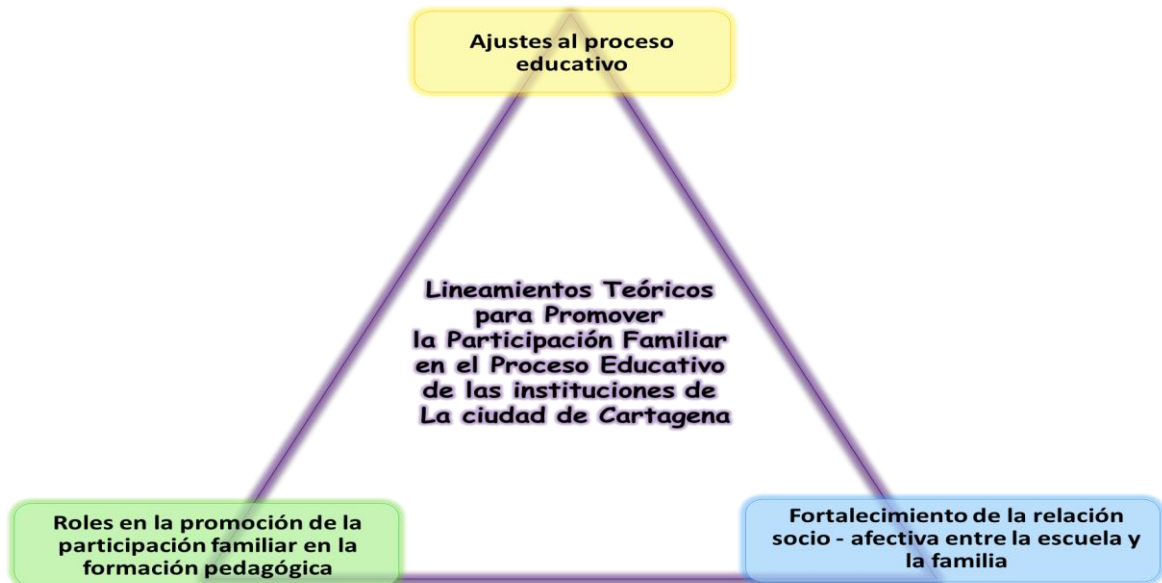 Ajustes al proceso
educativo
Lineamientos Teóricos
para Promover
la Participación Familiar
en el Proceso Educativo
de las instituciones de
La ciudad de Cartagena
Roles en la promoción de la
participación familiar en la
formación pedagógica
Fortalecimiento de la relación
socio - afectiva entre la escuela y
la familia